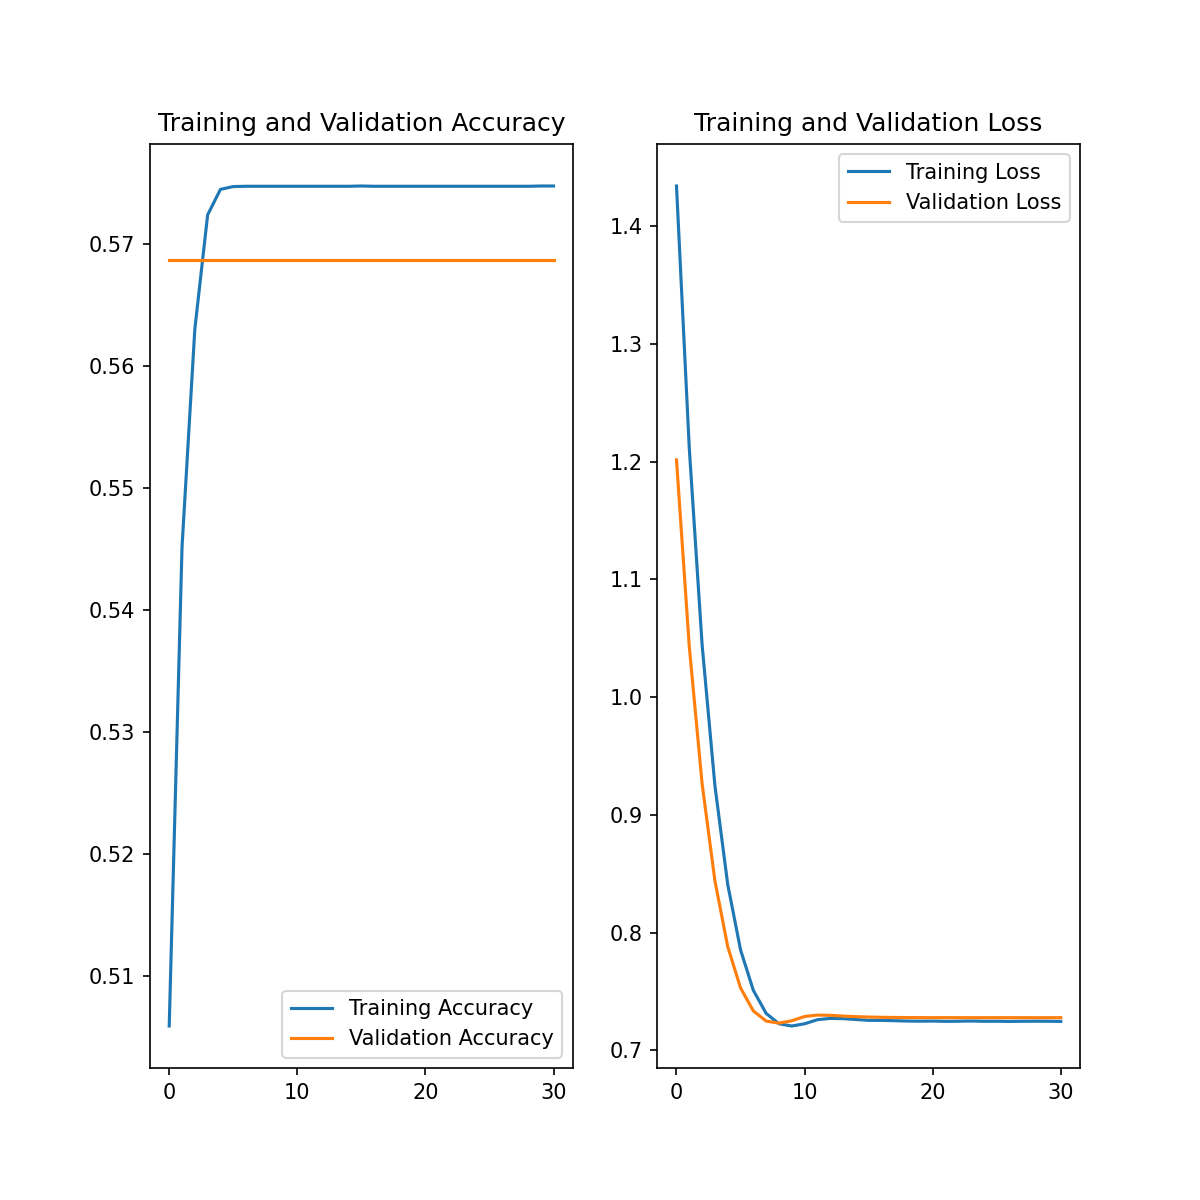 Training and Validation Accuracy
0.57
0.56
0.55
0.54
0.53
0.52
0.51
0 10 20 30
Training Accuracy
Validation Accuracy
Training and Validation Loss
1.4
1.3
1.2
1.1
1.0
0.9
0.8
0.7
0 10 20 30
Training Loss
Validation Loss